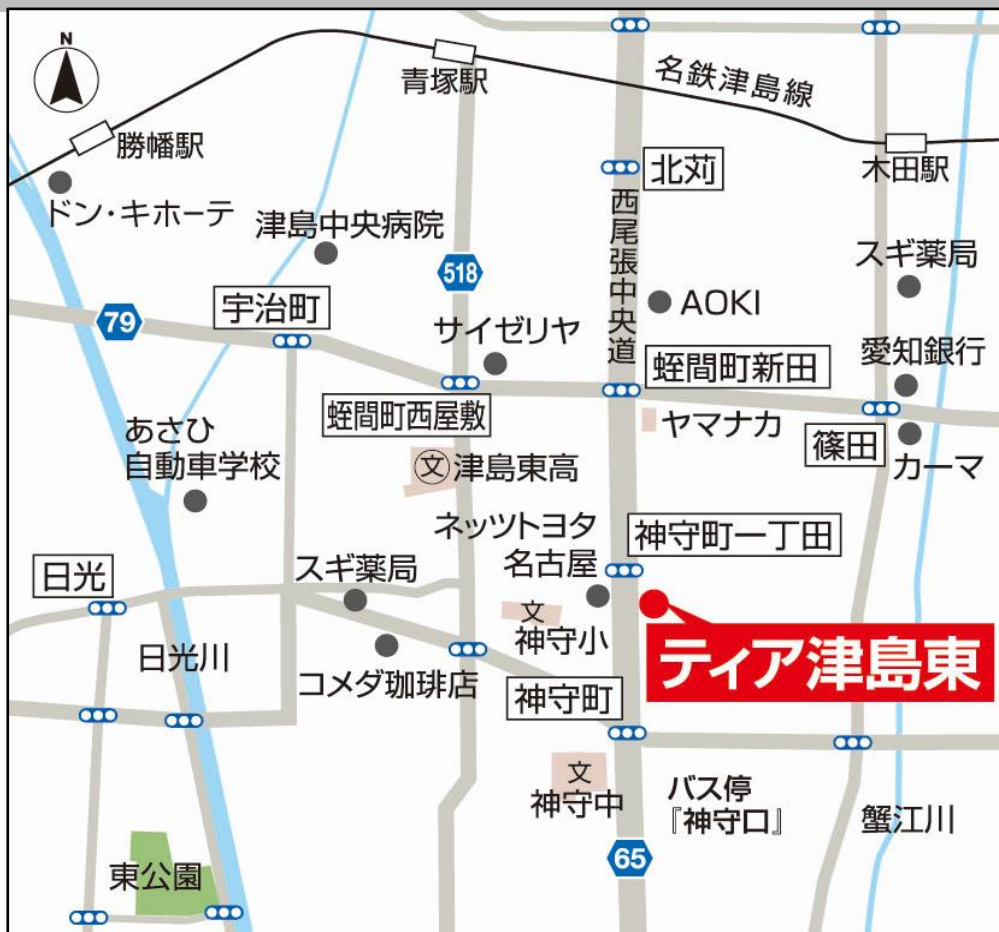 N
青塚駅
名鉄津島線
勝幡駅
木田駅
北苅
ドン・キホーテ
津島中央病院
西尾張中央道
スギ薬局
518
AOKI
宇治町
79
サイゼリヤ
愛知銀行
蛭間町新田
蛭間町西屋敷
ヤマナカ
篠田
カーマ
あさひ
自動車学校
文
津島東高
ネッツトヨタ
名古屋
神守町一丁田
日光
スギ薬局
文
神守小
ティア津島東
日光川
コメダ珈琲店
神守町
文
神守中
バス停
『神守口』
蟹江川
65
東公園